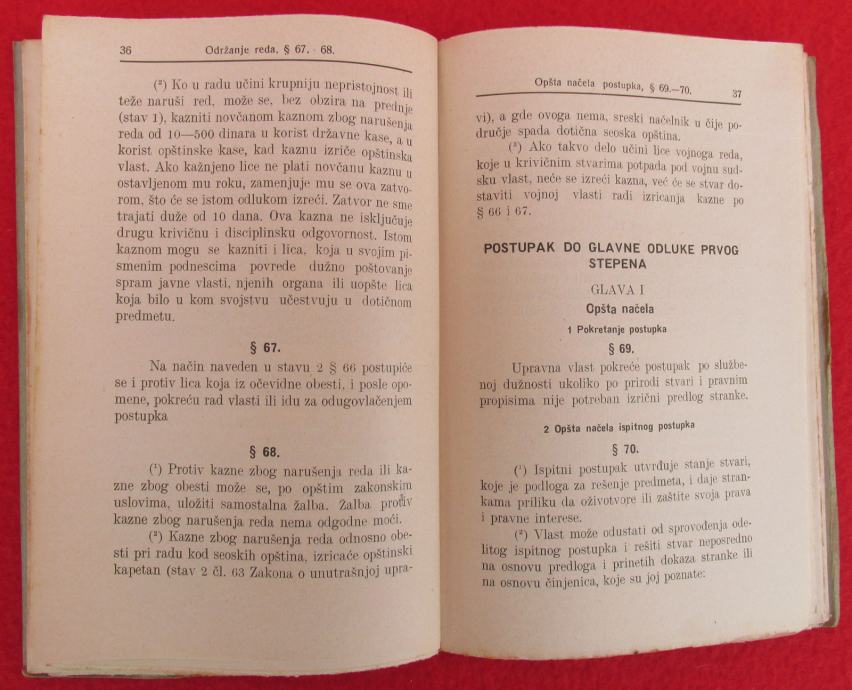 36 Održanje reda, § 67. - 68.
(²) Ko u radu učini krupniju nepristojnost ili
teže naruši red, može se, bez obzira na prednje
(stav 1), kazniti novčanom kaznom zbog narušenja
reda od 10—500 dinara u korist državne kase, a u
korist opštinske kase, kad kaznu izriče opštinska
vlast. Ako kažnjeno lice ne plati novčanu kaznu u
ostavljenom mu roku, zamenjuje mu se ova zatvo-
rom, što će se istom odlukom izreći. Zatvor ne sme
trajati duže od 10 dana. Ova kazna ne isključuje
drugu krivičnu i disciplinsku odgovornost. Istom
kaznom mogu se kazniti i lica, koja u svojim pi-
smenim podnescima povrede dužno poštovanje
spram javne vlasti, njenih organa ili uopšte lica
koja bilo u kom svojstvu učestvuju u dotičnom
predmetu.
§ 67.
Na način naveden u stavu 2 § 66 postupiće
se i protiv lica koja iz očevidne obesti, i posle opo-
mene, pokreću rad vlasti ili idu za odugovlačenjem
postupka
§ 68.
(¹) Protiv kazne zbog narušenja reda ili ka-
zne zbog obesti može se, po opštim zakonskim
uslovima, uložiti samostalna žalba. Žalba protiv
kazne zbog narušenja reda nema odgodne moći.
(²) Kazne zbog narušenja reda odnosno obe-
sti pri radu kod seoskih opština, izricaće opštinski
kapetan (stav 2 čl. 63 Zakona o unutrašnjoj upra-
Opšta načela postupka, § 69.—70. 37
vi), a gde ovoga nema, sreski načelnik u čije po-
dručje spada dotična seoska opština.
(³) Ako takvo delo učini lice vojnoga reda,
koje u krivičnim stvarima potpada pod vojnu sud-
sku vlast, neće se izreći kazna, već će se stvar do-
staviti vojnoj vlasti radi izricanja kazne po
§ 66 i 67.
POSTUPAK DO GLAVNE ODLUKE PRVOG
STEPENA
GLAVA I
Opšta načela
1 Pokretanje postupka
§ 69.
Upravna vlast pokreće postupak po službe-
noj dužnosti ukoliko po prirodi stvari i pravnim
propisima nije potreban izrični predlog stranke.
2 Opšta načela ispitnog postupka
§ 70.
(¹) Ispitni postupak utvrđuje stanje stvari,
koje je podloga za rešenje predmeta, i daje stran-
kama priliku da oživotvore ili zaštite svoja prava
i pravne interese.
(²) Vlast može odustati od sprovođenja ode-
litog ispitnog postupka i rešiti stvar neposredno
na osnovu predloga i prinetih dokaza stranke ili
na osnovu činjenica, koje su joj poznate: